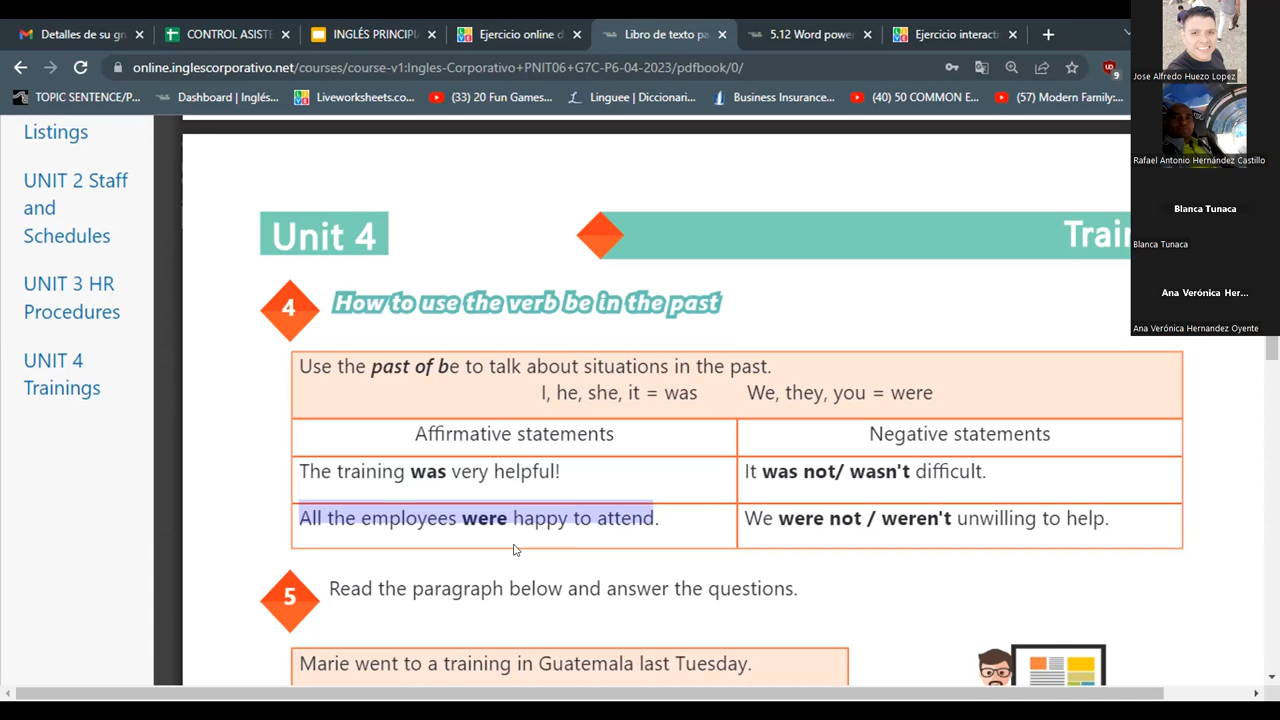 Detalles de su gr
CONTROL ASISTE
INGLÉS PRINCIPI
LIVE
Ejercicio online d
Libro de texto pa
5.12 Word power
LIVE
Ejercicio interacti
online.inglescorporativo.net/courses/course-v1:Ingles-Corporativo+PNIT06+G7C-P6-04-2023/pdfbook/0/
9
TOPIC SENTENCE/P...
Dashboard | Inglés...
LIVE
Liveworksheets.co...
(33) 20 Fun Games...
Linguee | Diccionari...
Business Insurance...
(40) 50 COMMON E...
(57) Modern Family:...
Jose Alfredo Huezo Lopez
Rafael Antonio Hernández Castillo
Blanca Tunaca
Blanca Tunaca
Ana Verónica Her...
Ana Verónica Hernandez Oyente
Listings
UNIT 2 Staff
and
Schedules
UNIT 3 HR
Procedures
UNIT 4
Trainings
Unit 4
Train
4
How to use the verb be in the past
Use the past of be to talk about situations in the past.
I, he, she, it = was We, they, you = were
Affirmative statements
Negative statements
The training was very helpful!
It was not/ wasn't difficult.
All the employees were happy to attend.
We were not / weren't unwilling to help.
5
Read the paragraph below and answer the questions.
Marie went to a training in Guatemala last Tuesday.